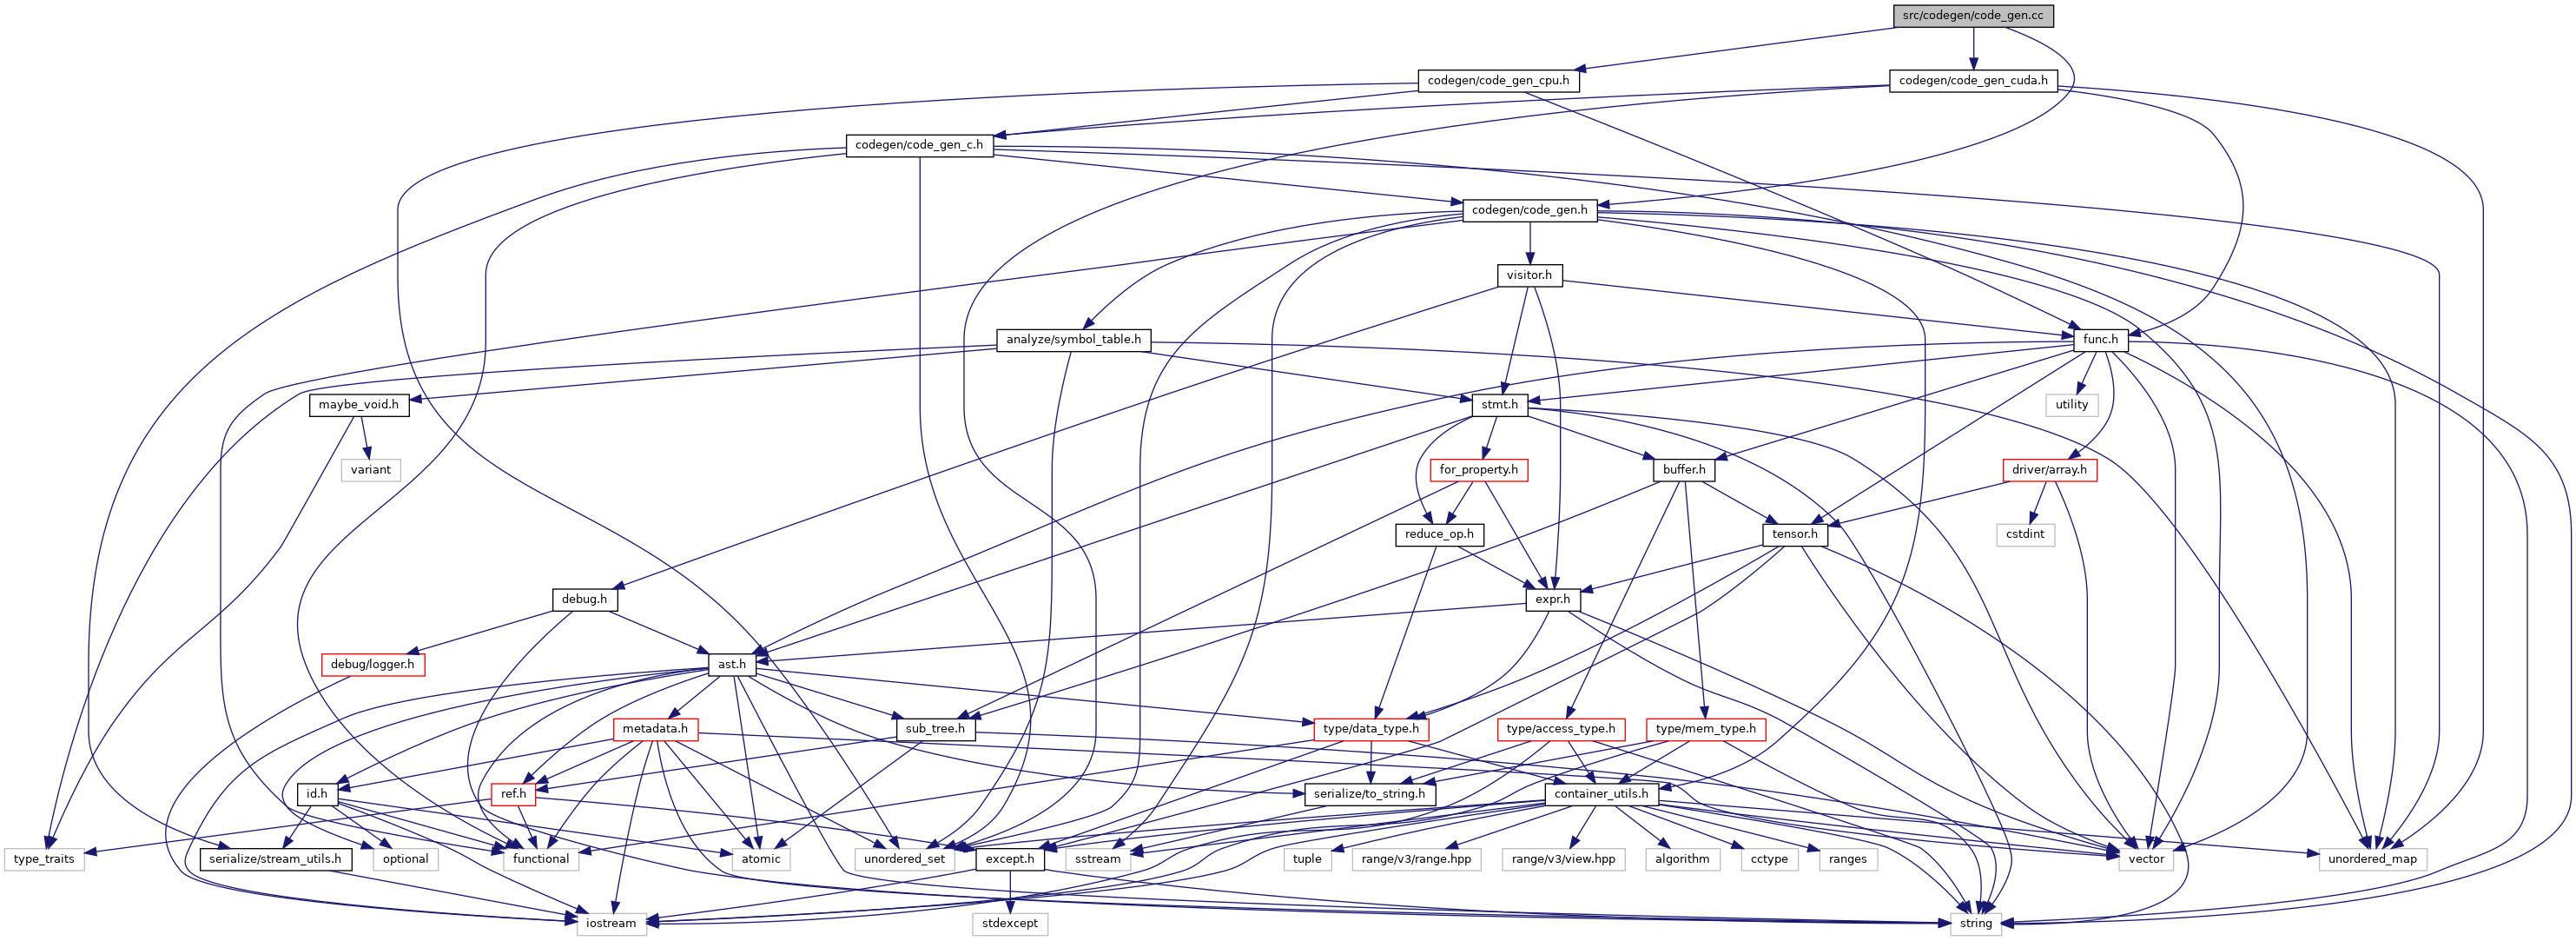 src/codegen/code_gen.cc
codegen/code_gen_cpu.h
codegen/code_gen_cuda.h
codegen/code_gen_c.h
codegen/code_gen.h
visitor.h
analyze/symbol_table.h
func.h
maybe_void.h
stmt.h
utility
variant
for_property.h
buffer.h
driver/array.h
reduce_op.h
tensor.h
cstdint
debug.h
expr.h
debug/logger.h
ast.h
metadata.h
sub_tree.h
type/data_type.h
type/access_type.h
type/mem_type.h
id.h
ref.h
serialize/to_string.h
container_utils.h
type_traits
serialize/stream_utils.h
optional
functional
atomic
unordered_set
except.h
sstream
tuple
range/v3/range.hpp
range/v3/view.hpp
algorithm
cctype
ranges
vector
unordered_map
iostream
stdexcept
string